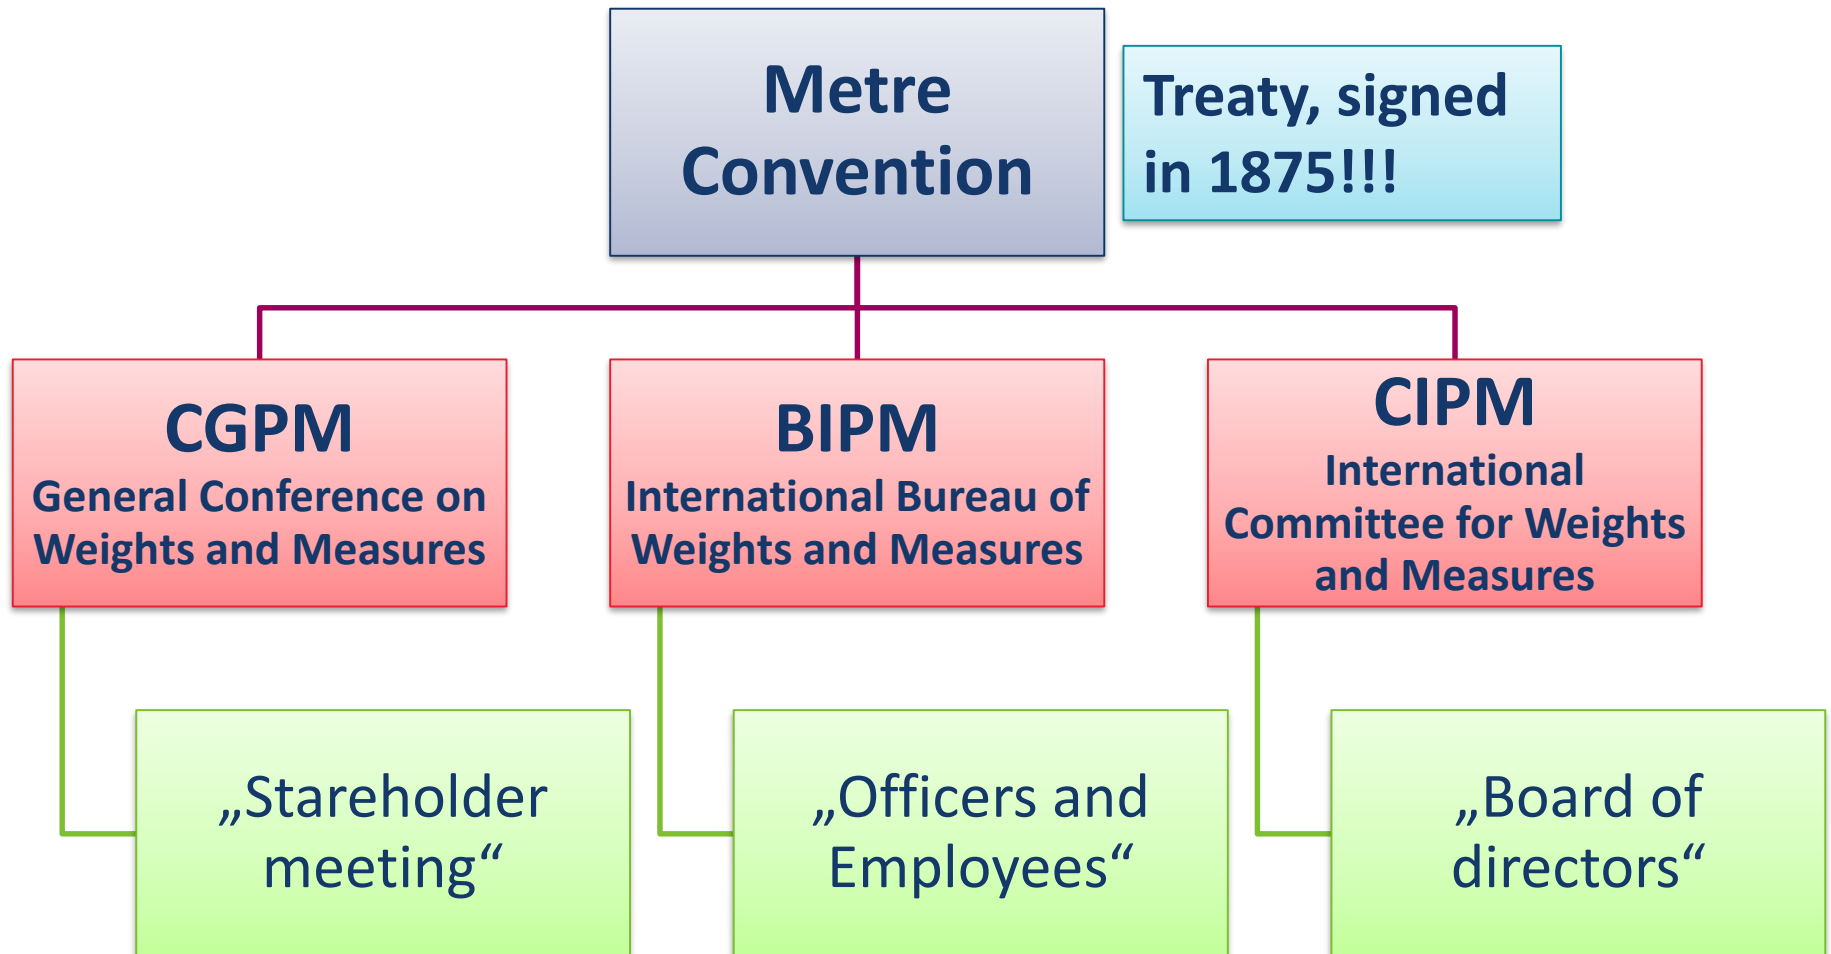 Metre
Convention
Treaty, signed
in 1875!!!
CGPM
General Conference on
Weights and Measures
BIPM
International Bureau of
Weights and Measures
CIPM
International
Committee for Weights
and Measures
„Stareholder
meeting“
„Officers and
Employees“
„Board of
directors“